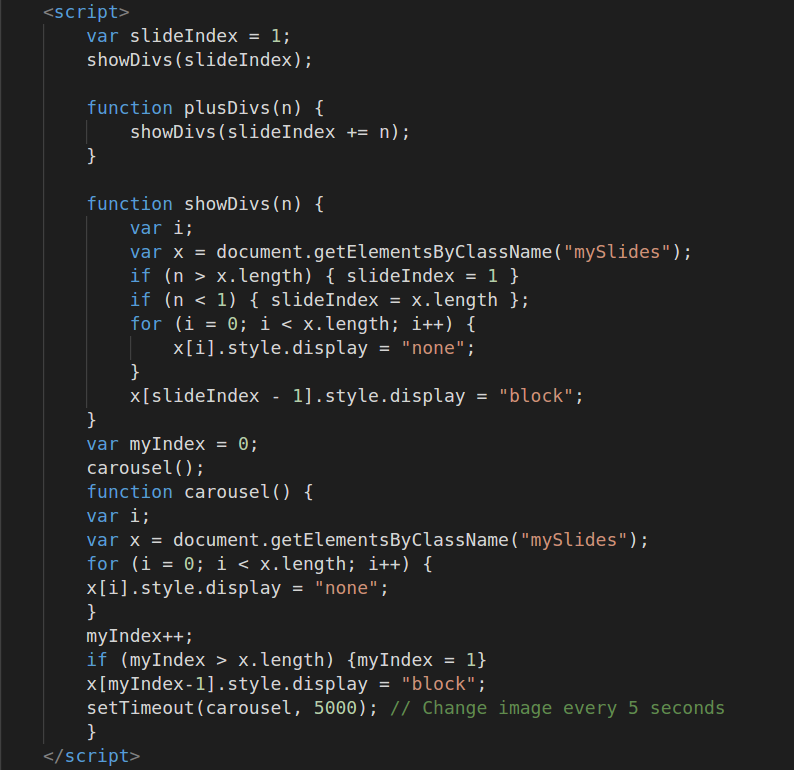 <script>
var slideIndex = 1;
showDivs(slideIndex);
function plusDivs(n) {
showDivs(slideIndex += n);
}
function showDivs(n) {
var i;
var x = document.getElementsByClassName("mySlides");
if (n > x.length) { slideIndex = 1 }
if (n < 1) { slideIndex = x.length };
for (i = 0; i < x.length; i++) {
x[i].style.display = "none";
}
x[slideIndex - 1].style.display = "block";
}
var myIndex = 0;
carousel();
function carousel() {
var i;
var x = document.getElementsByClassName("mySlides");
for (i = 0; i < x.length; i++) {
x[i].style.display = "none";
}
myIndex++;
if (myIndex > x.length) {myIndex = 1}
x[myIndex-1].style.display = "block";
setTimeout(carousel, 5000); // Change image every 5 seconds
}
</script>